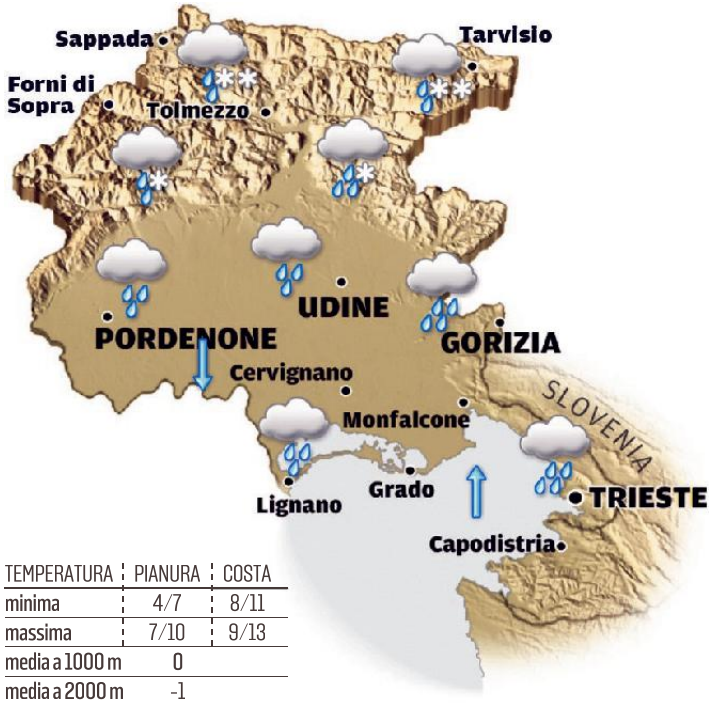 Sappada
Tarvisio
Forni di
Sopra
Tolmezzo
UDINE
PORDENONE
GORIZIA
Cervignano
SLOVENIA
Monfalcone
Grado
Lignano
TRIESTE
Capodistria
TEMPERATURA PIANURA COSTA
minima 4/7 8/11
massima 7/10 9/13
media a 1000 m 0
media a 2000 m -1